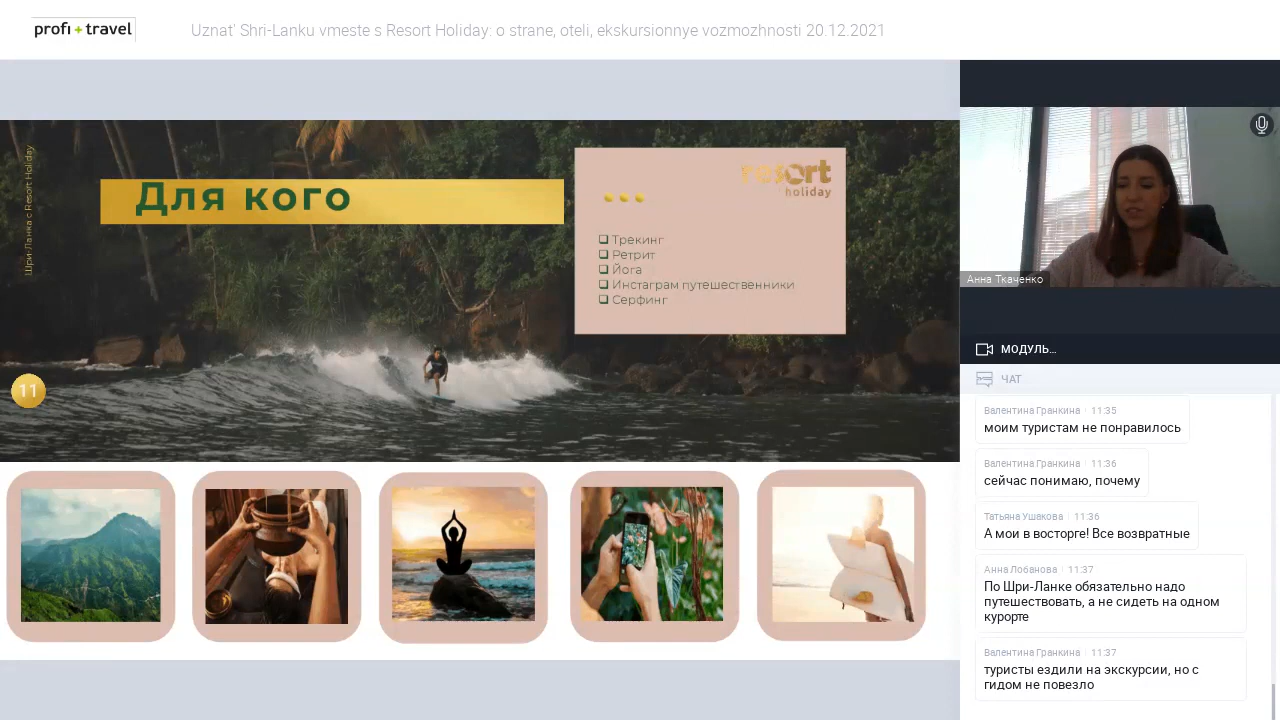 profi + travel
Uznat' Shri-Lanku vmeste s Resort Holiday: o strane, oteli, ekskursionnye vozmozhnosti 20.12.2021
Шри-Ланка с Resort Holiday
Для кого
resort
holiday
Трекинг
Ретрит
Йога
Инстаграм путешественники
Серфинг
11
Анна Ткаченко
МОДУЛЬ...
ЧАТ
Валентина Гранкина 11:35
моим туристам не понравилось
Валентина Гранкина 11:36
сейчас понимаю, почему
Татьяна Ушакова 11:36
А мои в восторге! Все возвратные
Анна Лобанова 11:37
По Шри-Ланке обязательно надо
путешествовать, а не сидеть на одном
курорте
Валентина Гранкина 11:37
туристы ездили на экскурсии, но с
гидом не повезло